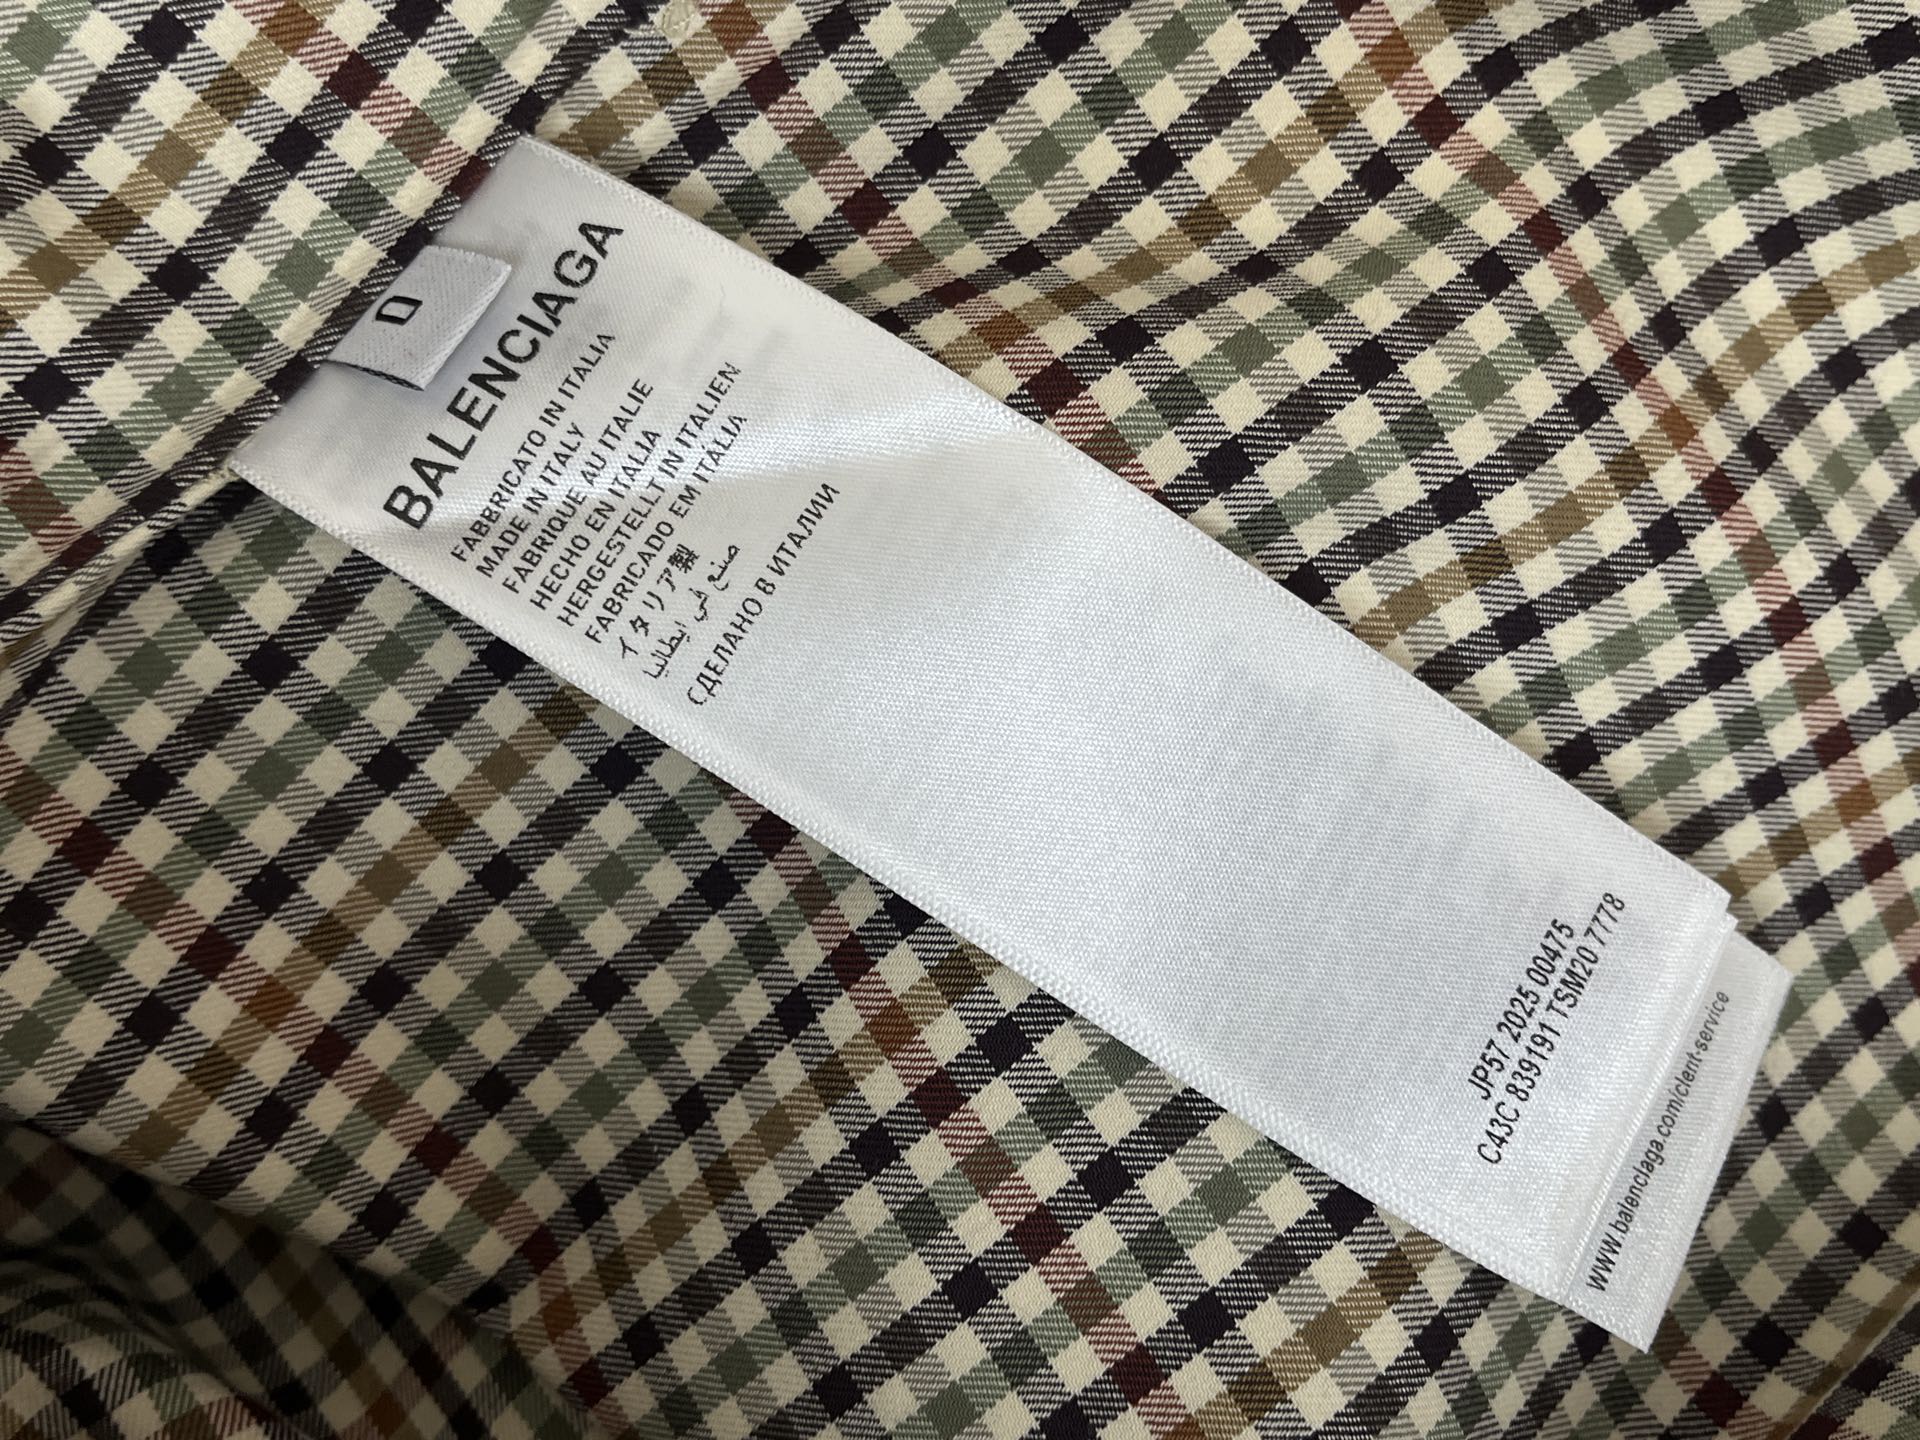 0
BALENCIAGA
FABBRICATO IN ITALIA
MADE IN ITALY
FABRIQUE AU ITALIE
HECHO EN ITALIA
HERGESTELLT IN ITALIEN
FABRICADO EM ITALIA
イタリア製
صنع في ايطاليا
СДЕЛАНО В ИТАЛИИ
JP57 2025 00475
C43C 839191 TSM20 7778
www.balenciaga.com/client-service